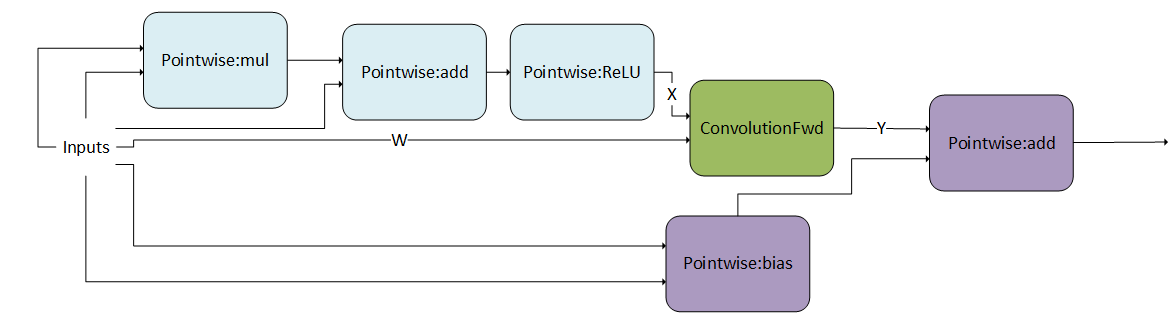 Pointwise:mul
Pointwise:add
Pointwise:ReLU
X
ConvolutionFwd
Y
Pointwise:add
Inputs
W
Pointwise:bias